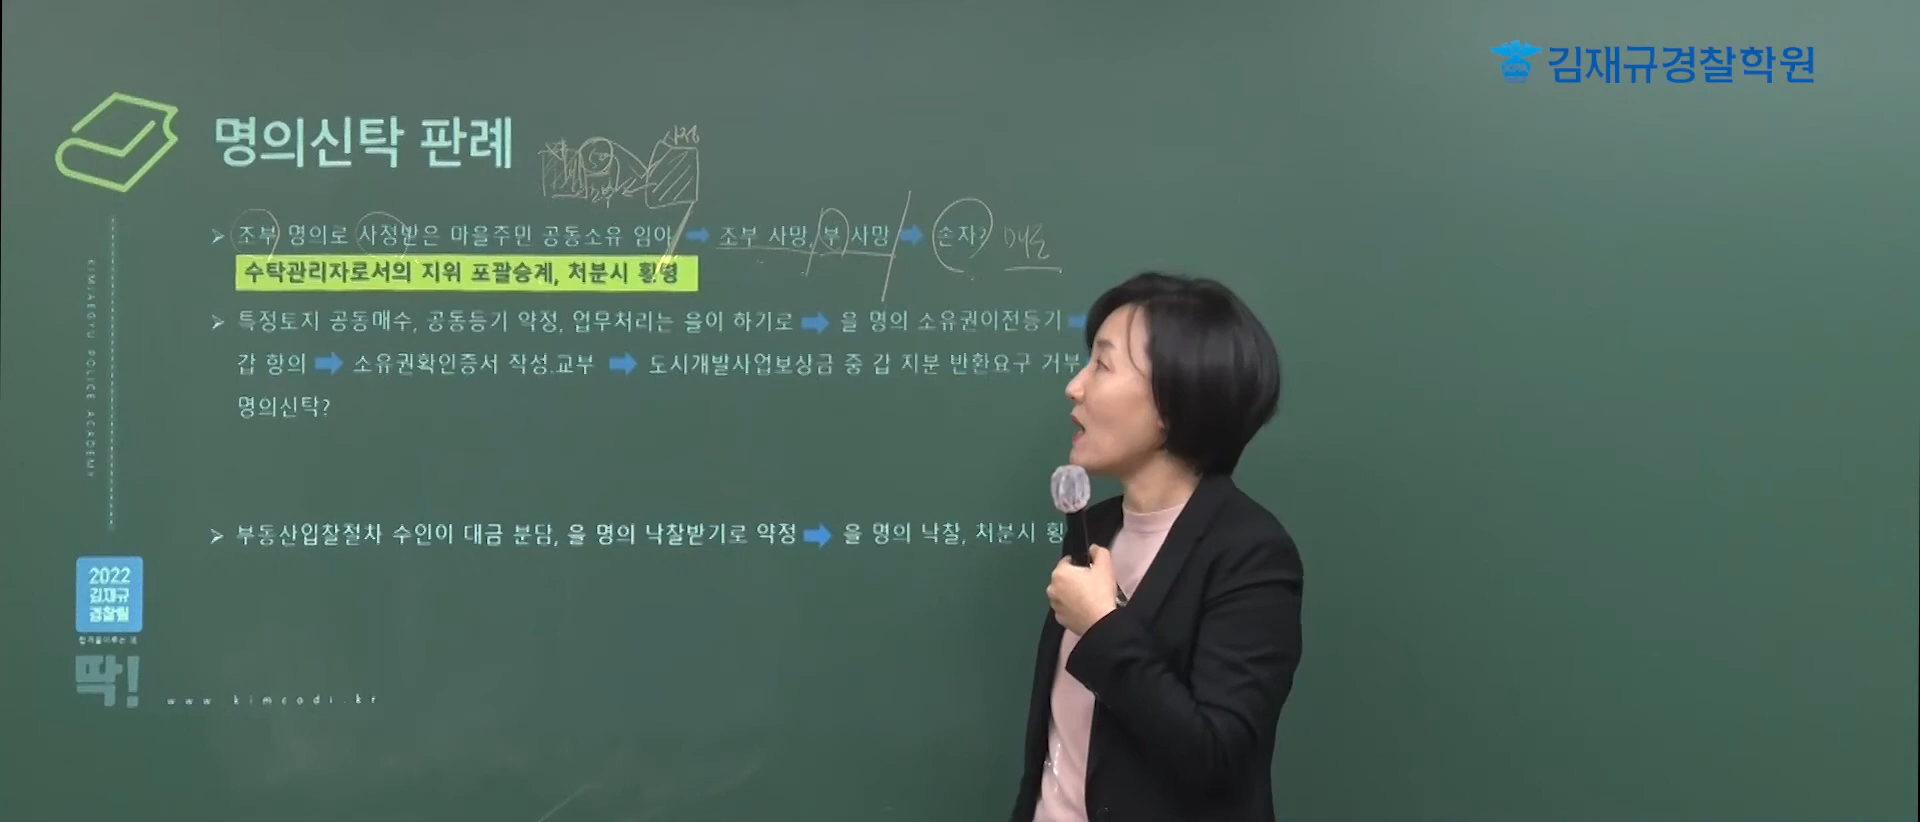 김재규경찰학원
명의신탁 판례
사정
조부 명의로 사정받은 마을주민 공동소유 임야 조부 사망, 부 사망 손자? 매도
수탁관리자로서의 지위 포괄승계, 처분시 횡령
특정토지 공동매수, 공동등기 약정, 업무처리는 을이 하기로 을 명의 소유권이전등기
갑 항의 소유권확인증서 작성.교부 도시개발사업보상금 중 갑 지분 반환요구 거부
명의신탁?
부동산입찰절차 수인이 대금 분담, 을 명의 낙찰받기로 약정 을 명의 낙찰, 처분시 횡
KIMJAEGYU POLICE ACADEMY
2022
김재규
경찰팀
딱!
www kimcodi.kr